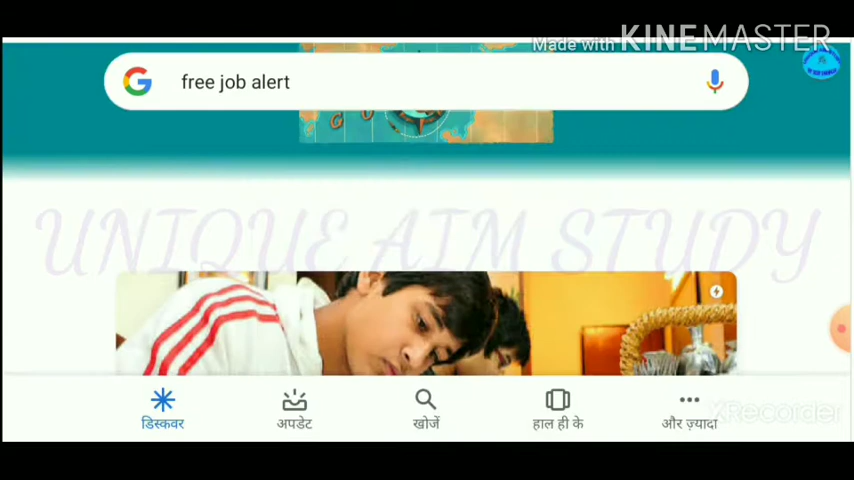 Made with KINEMASTER
free job alert
UNIQUE AIM STUDY
डिस्कवर
अपडेट
खोजें
हाल ही के
और ज़्यादा
XRecorder